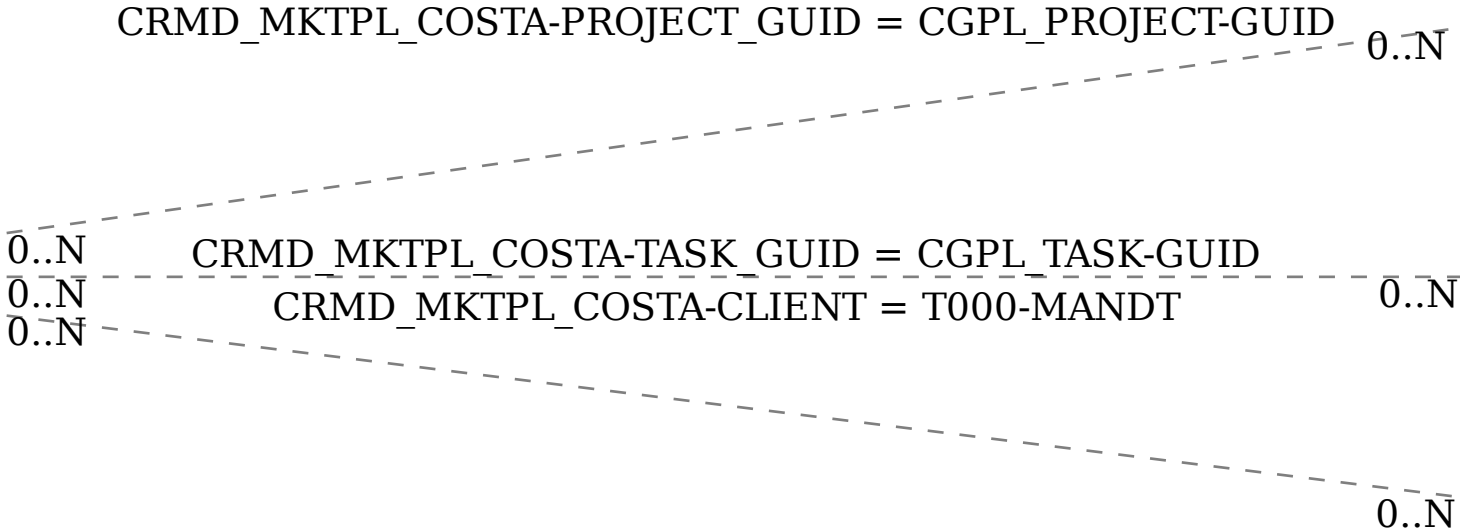 CRMD_MKTPL_COSTA-PROJECT_GUID = CGPL_PROJECT-GUID
0..N
0..N
CRMD_MKTPL_COSTA-TASK_GUID = CGPL_TASK-GUID
0..N
0..N
CRMD_MKTPL_COSTA-CLIENT = T000-MANDT
0..N
0..N